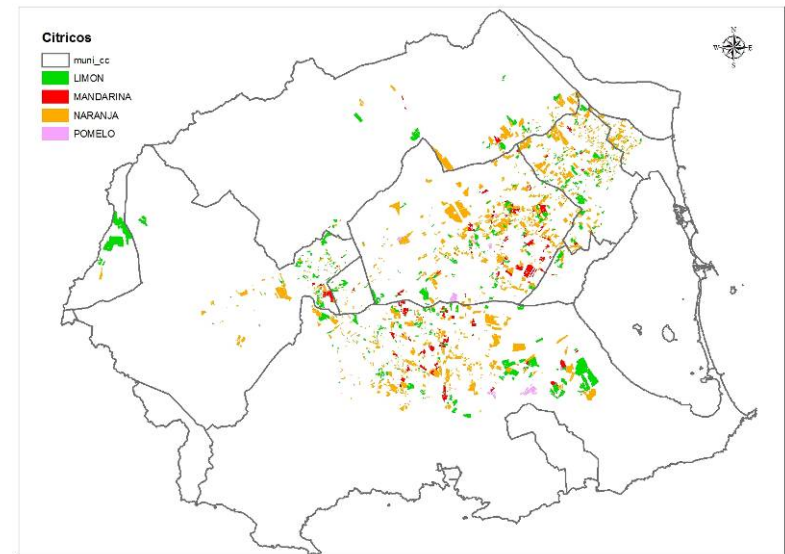 Citricos
muni_cc
LIMON
MANDARINA
NARANJA
POMELO
N
W E
S